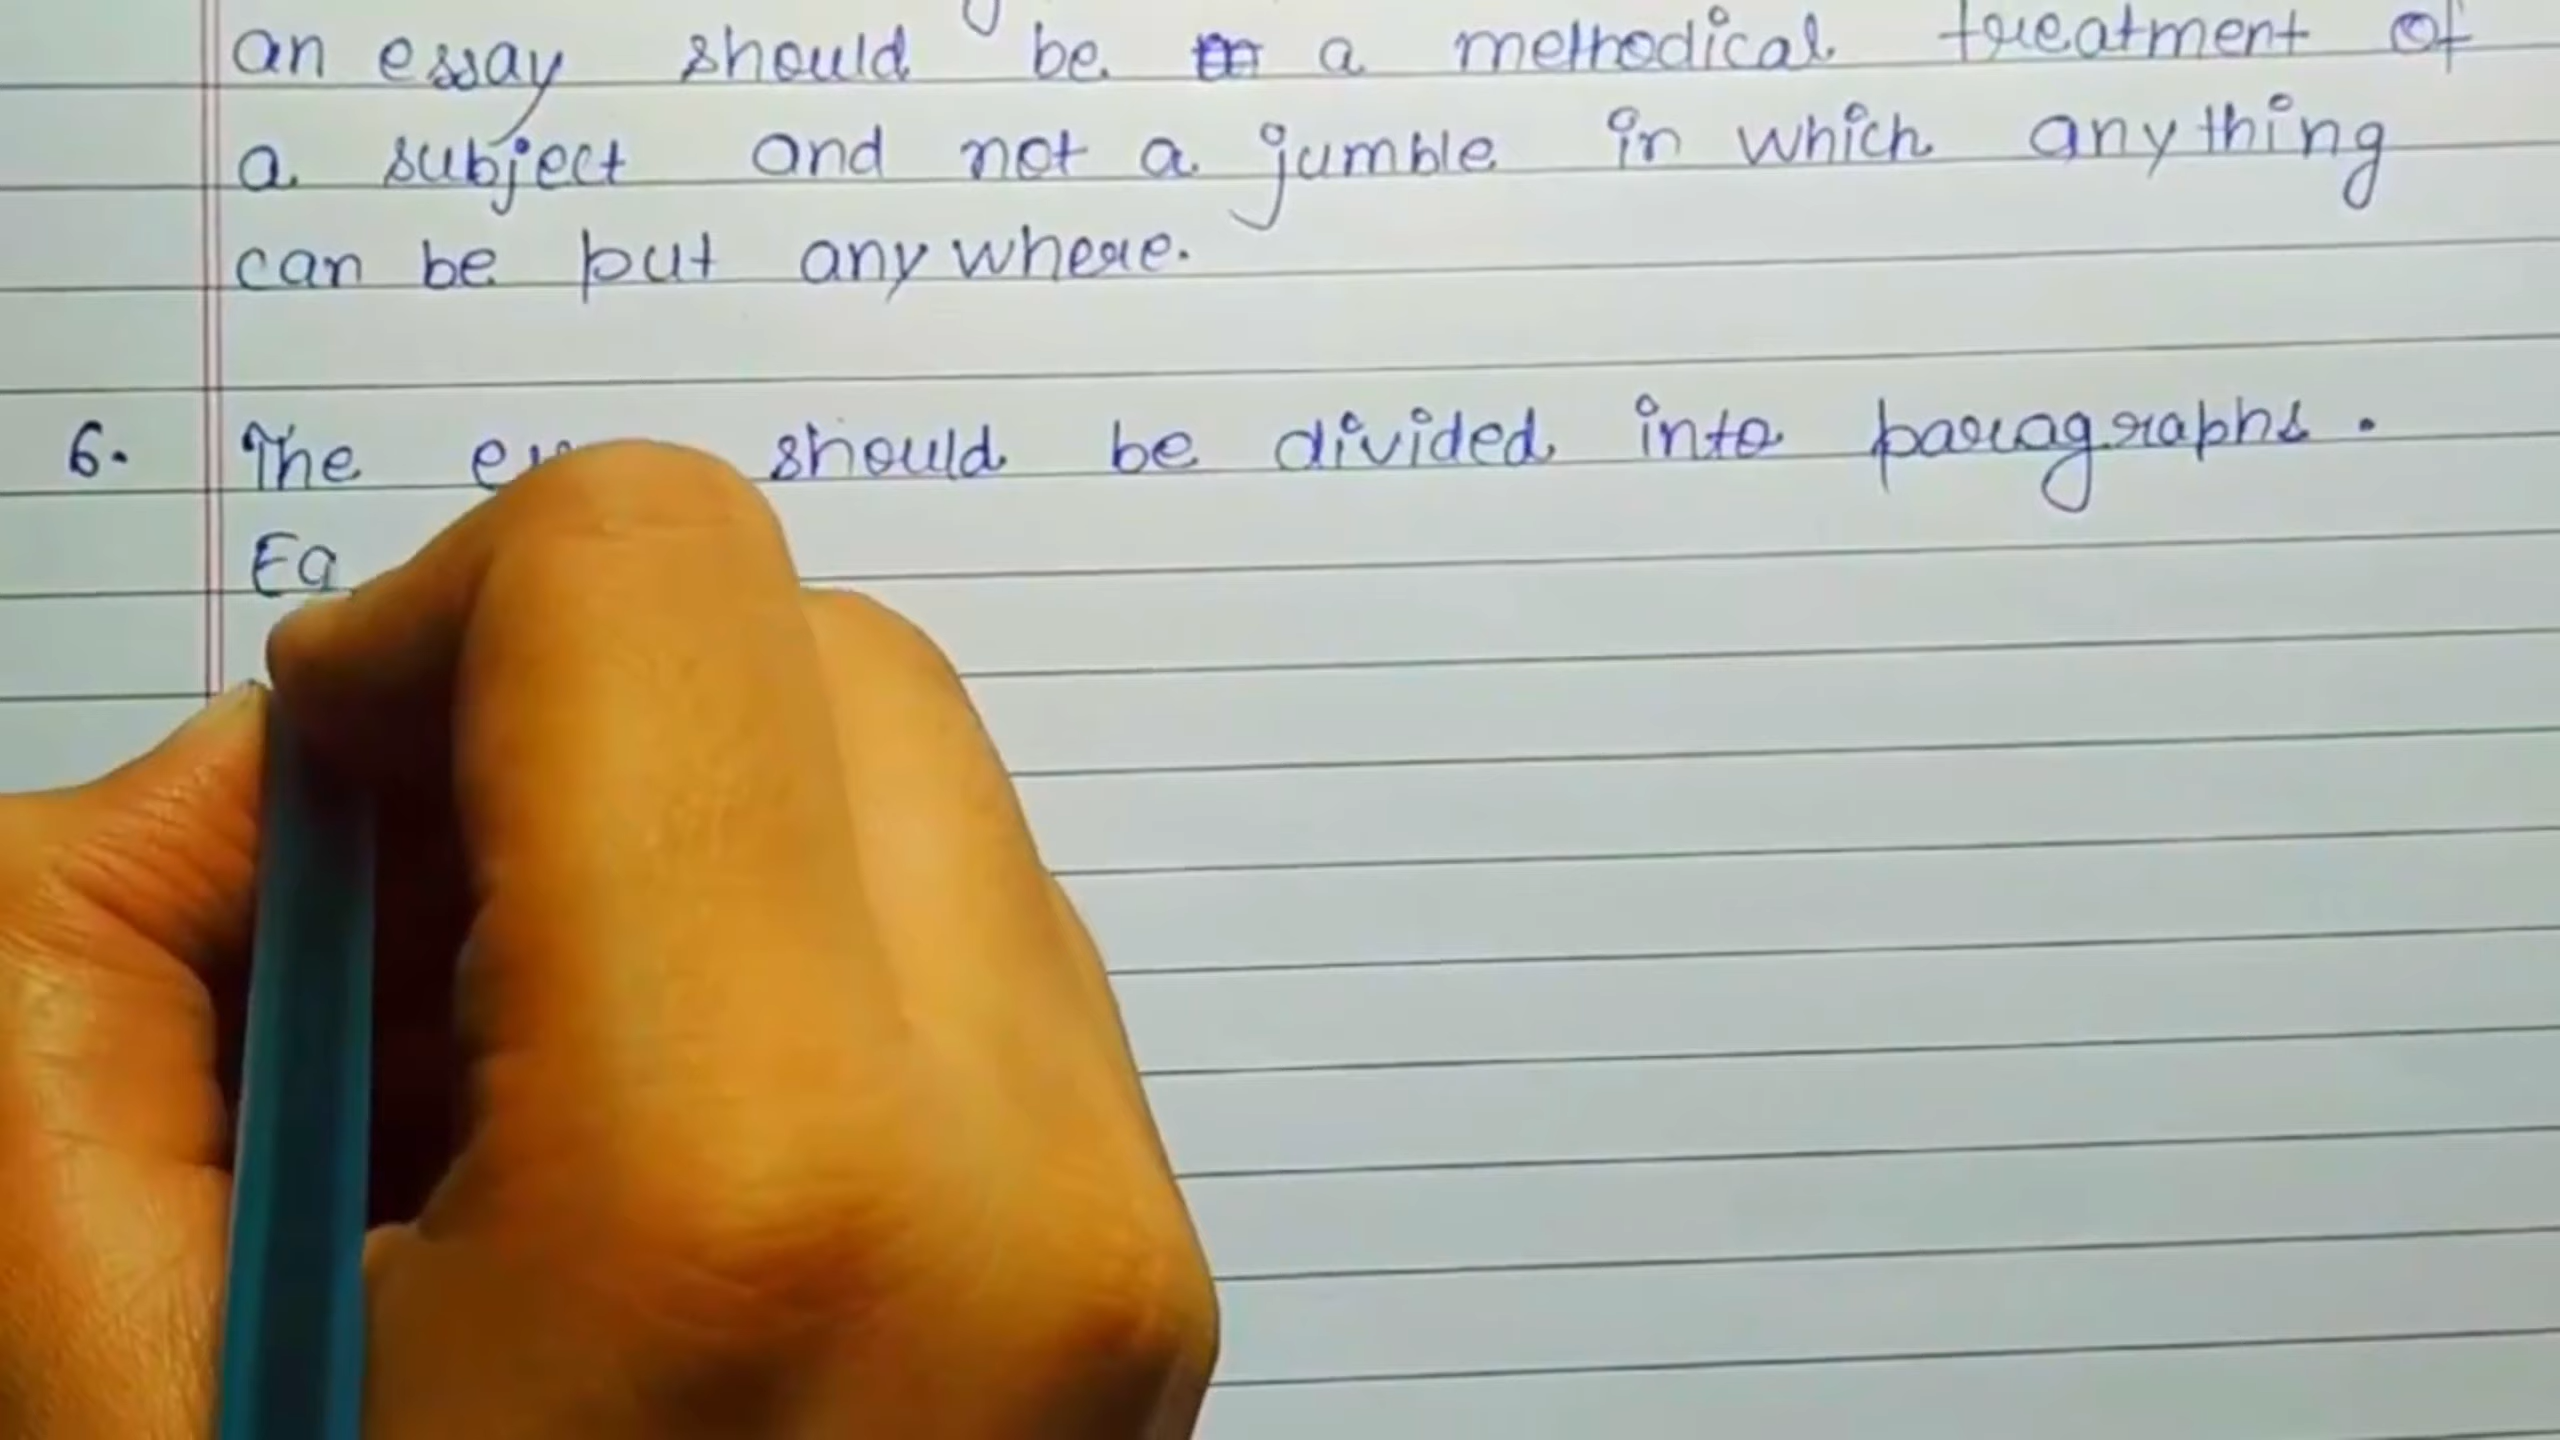 an essay should be a methodical treatment of
a subject and not a jumble in which anything
can be put anywhere.
6. The should be divided into paragraphs.
Ea